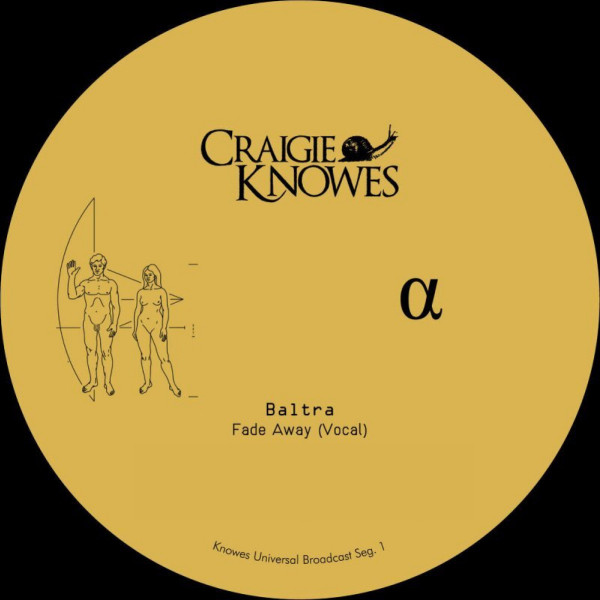 CRAIGIE
KNOWES
α
Baltra
Fade Away (Vocal)
Knowes Universal Broadcast Seg. 1